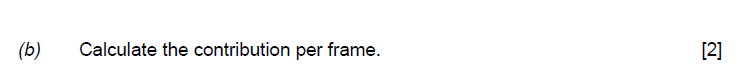 (b) Calculate the contribution per frame. [2]